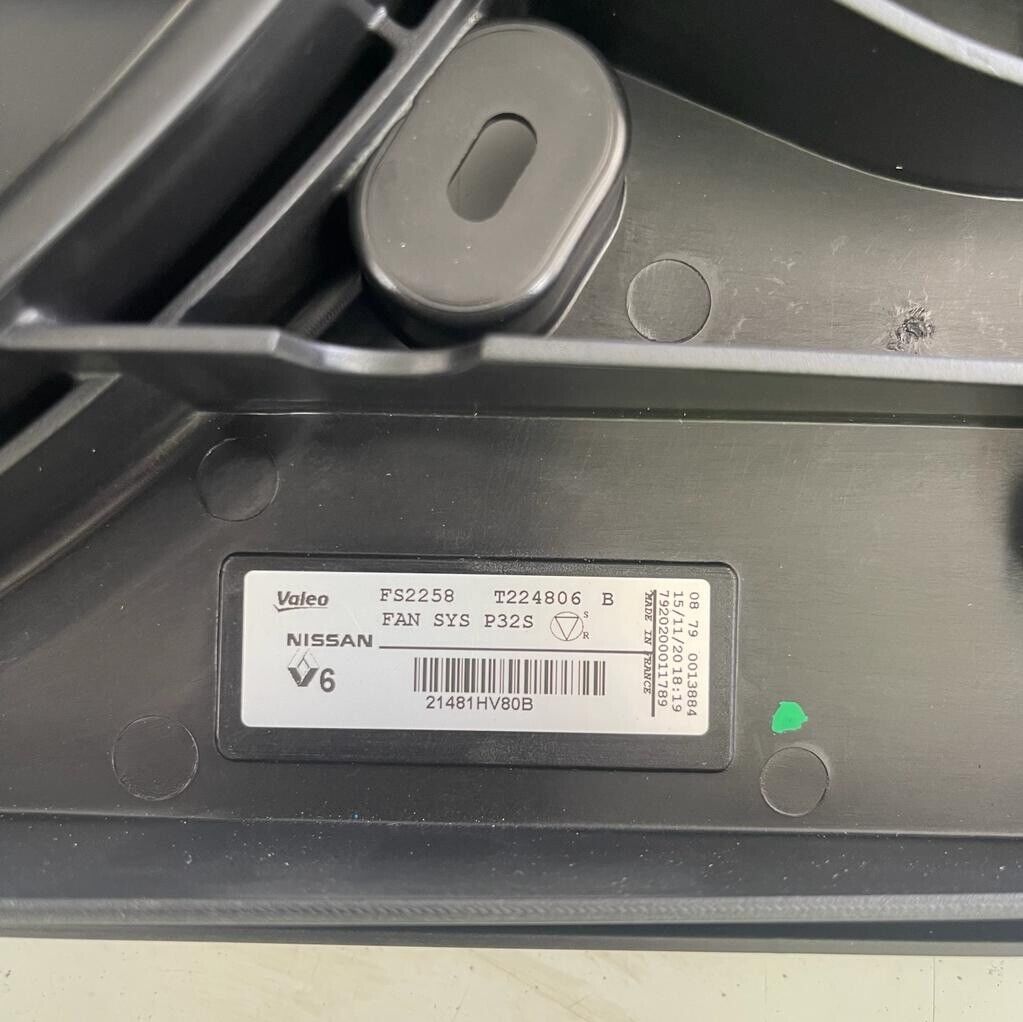 Valeo FS2258 T224806 B
FAN SYS P32S S R
NISSAN
6
21481HV80B
MADE IN FRANCE
7920200011789
15/11/20 18:19
08 79 0013884